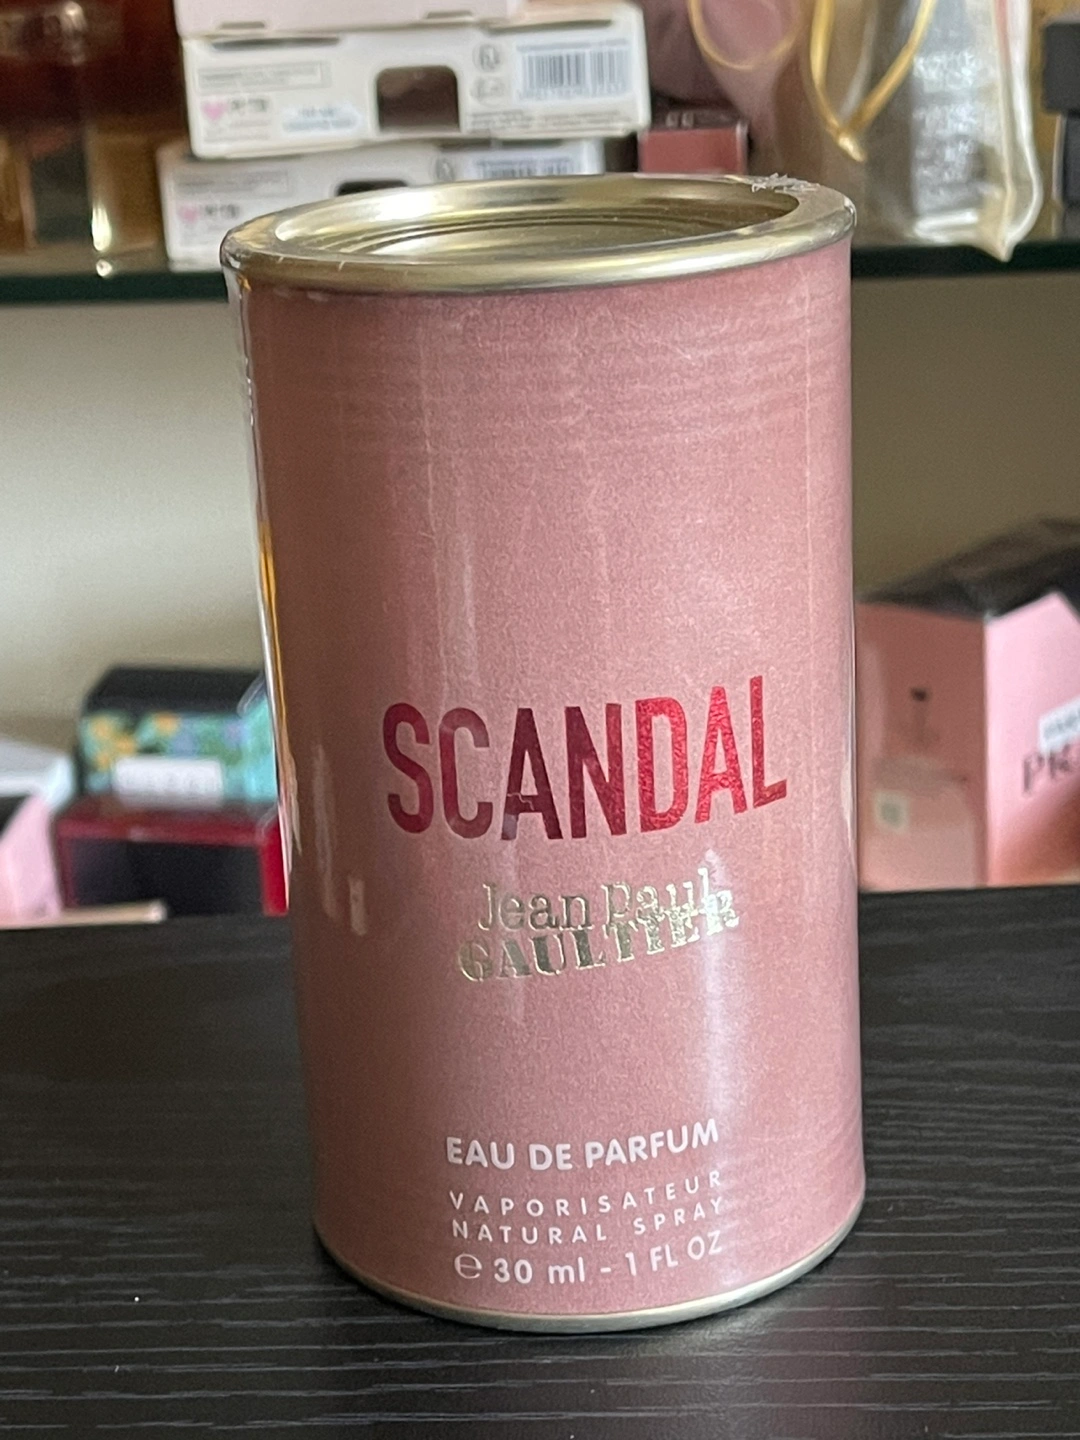 SCANDAL
Jean Paul
GAULTIER
EAU DE PARFUM
VAPORISATEUR
NATURAL SPRAY
℮ 30 ml - 1 FL OZ